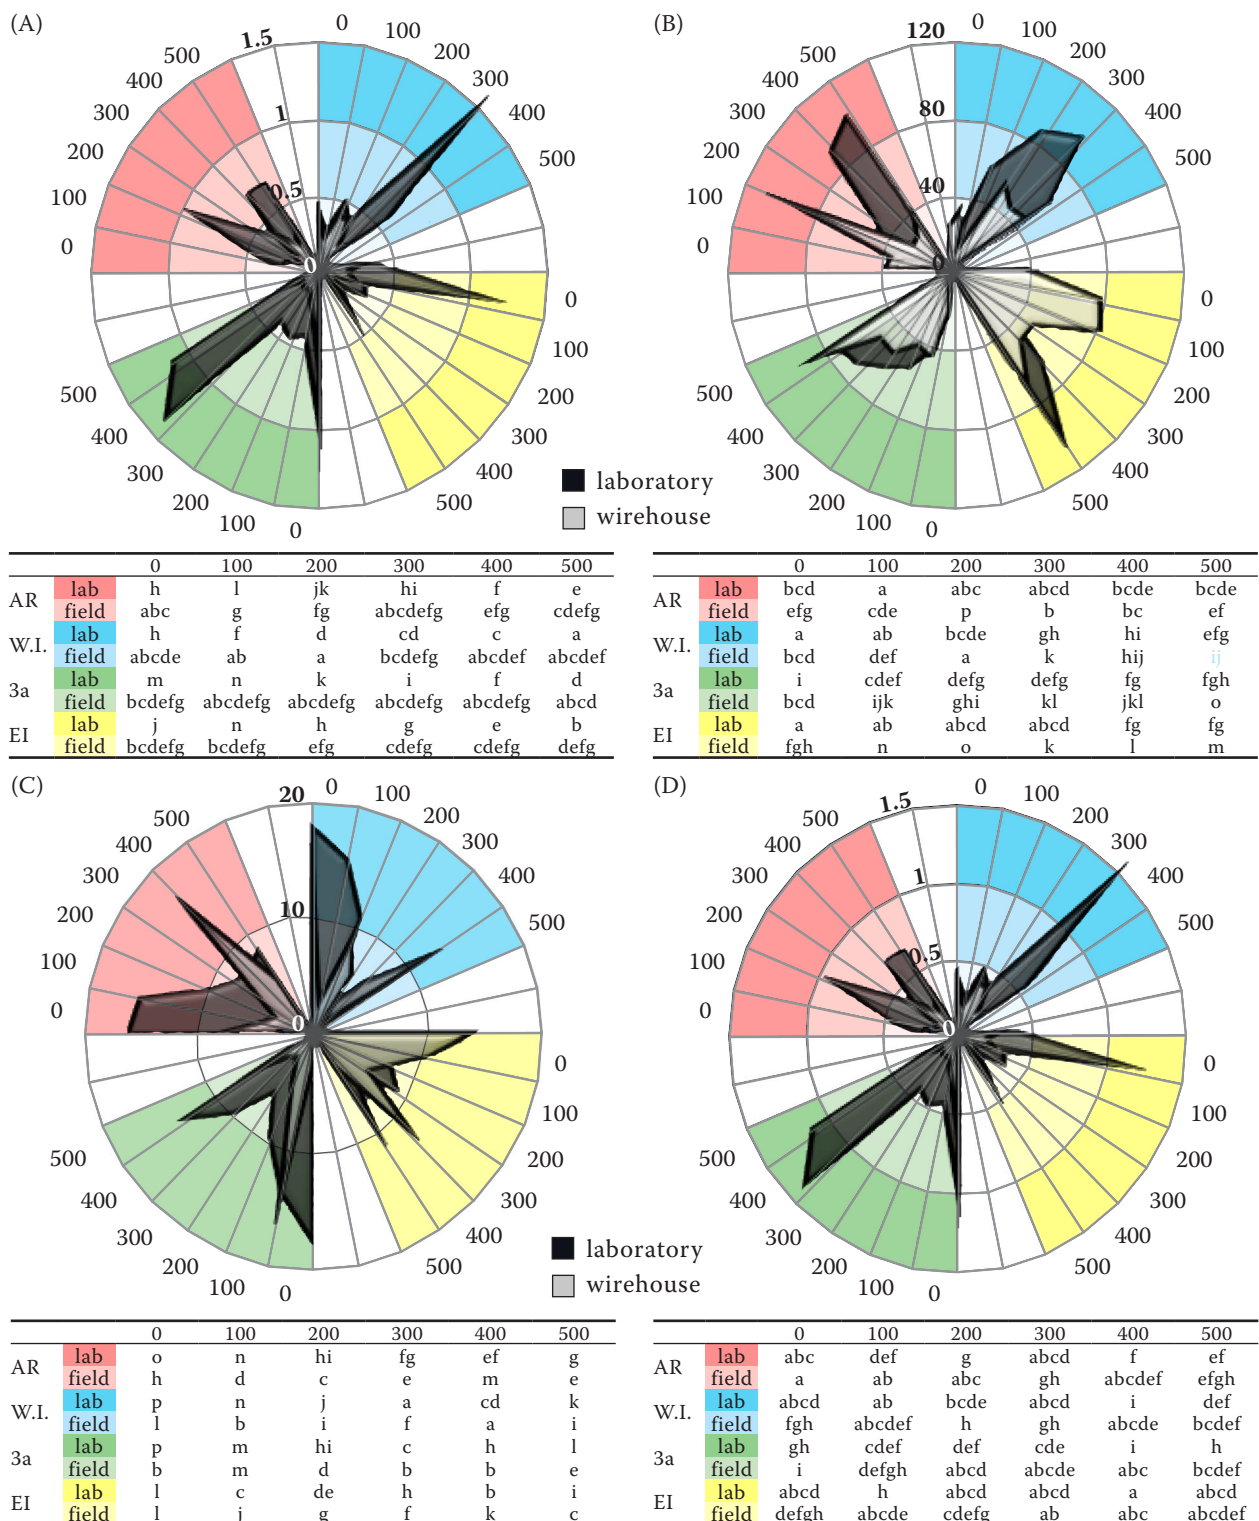 (A)
1.5
1
0.5
0
0
100
200
300
400
500
0
100
200
300
400
500
0
100
200
300
400
500
0
100
200
300
400
500
(B)
120
80
40
0
0
100
200
300
400
500
0
100
200
300
400
500
0
100
200
300
400
500
0
100
200
300
400
500
laboratory
wirehouse
0 100 200 300 400 500
AR lab h l jk hi f e
field abc g fg abcdefg efg cdefg
W.I. lab h f d cd c a
field abcde ab a bcdefg abcdef abcdef
3a lab m n k i f d
field bcdefg abcdefg abcdefg abcdefg abcdefg abcd
EI lab j n h g e b
field bcdefg bcdefg efg cdefg cdefg defg
0 100 200 300 400 500
AR lab bcd a abc abcd bcde bcde
field efg cde p b bc ef
W.I. lab a ab bcde gh hi efg
field bcd def a k hij ij
3a lab i cdef defg defg fg fgh
field bcd ijk ghi kl jkl o
EI lab a ab abcd abcd fg fg
field fgh n o k l m
(C)
20
10
0
0
100
200
300
400
500
0
100
200
300
400
500
0
100
200
300
400
500
0
100
200
300
400
500
(D)
1.5
1
0.5
0
0
100
200
300
400
500
0
100
200
300
400
500
0
100
200
300
400
500
0
100
200
300
400
500
laboratory
wirehouse
0 100 200 300 400 500
AR lab o n hi fg ef g
field h d c e m e
W.I. lab p n j a cd k
field l b i f a i
3a lab p m hi c h l
field b m d b b e
EI lab l c de h b i
field l j g f k c
0 100 200 300 400 500
AR lab abc def g abcd f ef
field a ab abc gh abcdef efgh
W.I. lab abcd ab bcde abcd i def
field fgh abcdef h gh abcde bcdef
3a lab gh cdef def cde i h
field i defgh abcd abcde abc bcdef
EI lab abcd h abcd abcd a abcd
field defgh abcde cdefg ab abc abcdef